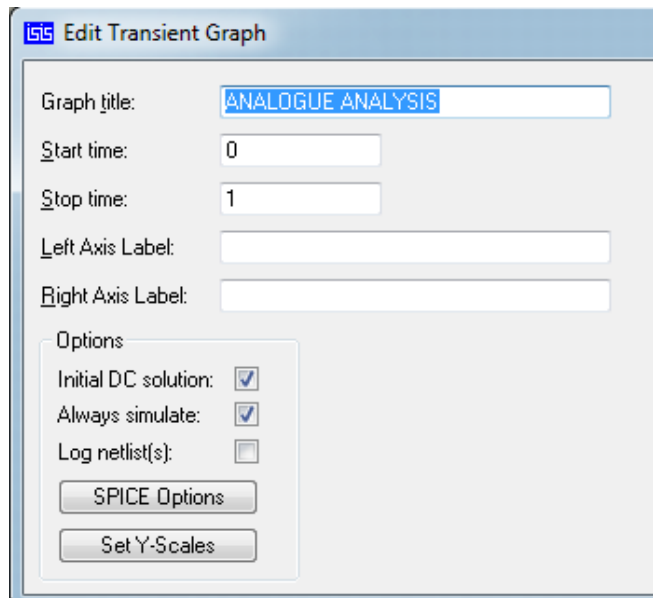 isis Edit Transient Graph
Graph title: ANALOGUE ANALYSIS
Start time: 0
Stop time: 1
Left Axis Label:
Right Axis Label:
Options
Initial DC solution:
Always simulate:
Log netlist(s):
SPICE Options
Set Y-Scales